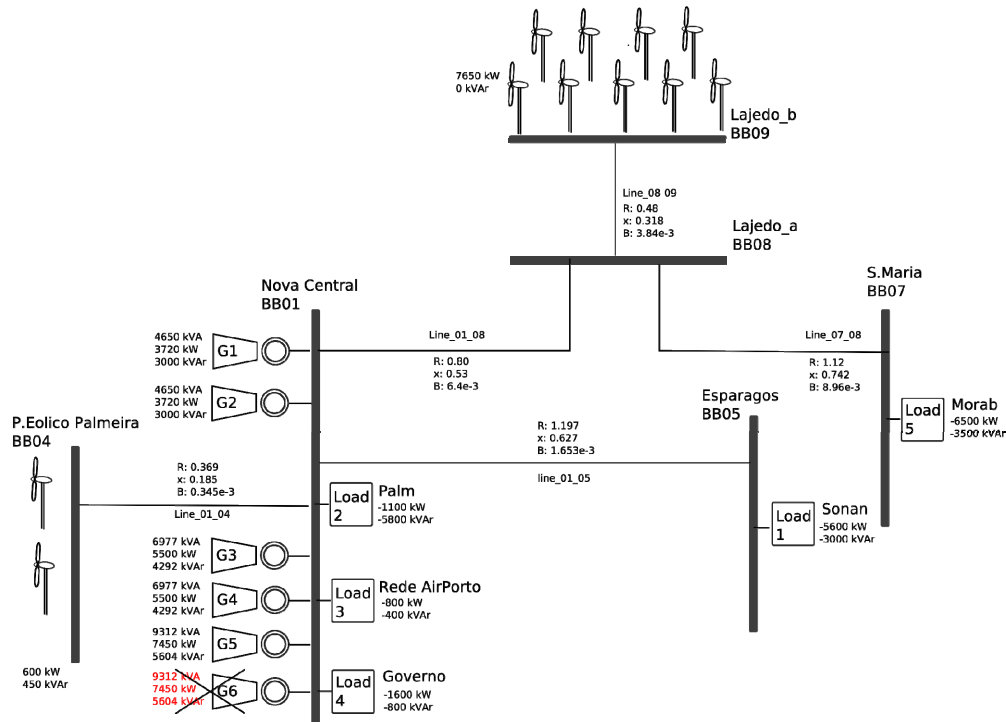 7650 kW
0 kVAr
Lajedo_b
BB09
Line_08 09
R: 0.48
x: 0.318
B: 3.84e-3
Lajedo_a
BB08
Nova Central
BB01
S.Maria
BB07
4650 kVA
3720 kW
3000 kVAr
G1
Line_01_08
R: 0.80
x: 0.53
B: 6.4e-3
Line_07_08
R: 1.12
x: 0.742
B: 8.96e-3
4650 kVA
3720 kW
3000 kVAr
G2
Esparagos
BB05
Load
5
Morab
-6500 kW
-3500 kVAr
P.Eolico Palmeira
BB04
R: 1.197
x: 0.627
B: 1.653e-3
line_01_05
R: 0.369
x: 0.185
B: 0.345e-3
Line_01_04
Load
2
Palm
-1100 kW
-5800 kVAr
Load
1
Sonan
-5600 kW
-3000 kVAr
6977 kVA
5500 kW
4292 kVAr
G3
6977 kVA
5500 kW
4292 kVAr
G4
Load
3
Rede AirPorto
-800 kW
-400 kVAr
9312 kVA
7450 kW
5604 kVAr
G5
600 kW
450 kVAr
9312 kVA
7450 kW
5604 kVAr
G6
Load
4
Governo
-1600 kW
-800 kVAr